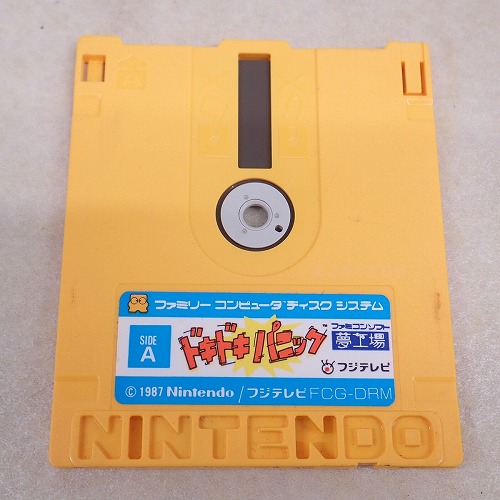 ファミリー コンピュータ ディスク システム
SIDE
A
ドキドキパニック
ファミコンソフト
夢工場
フジテレビ
© 1987 Nintendo / フジテレビ FCG-DRM
NINTENDO